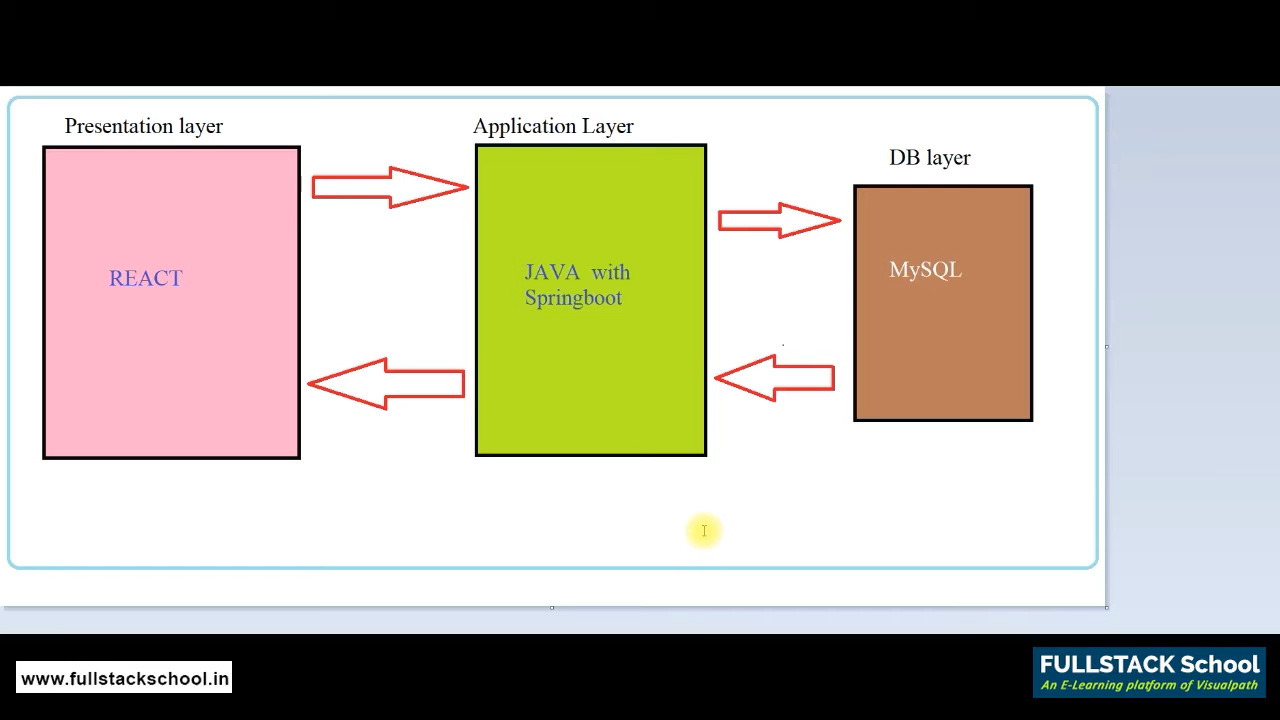 Presentation layer
Application Layer
DB layer
REACT
JAVA with
Springboot
MySQL
www.fullstackschool.in
FULLSTACK School
An E-Learning platform of Visualpath